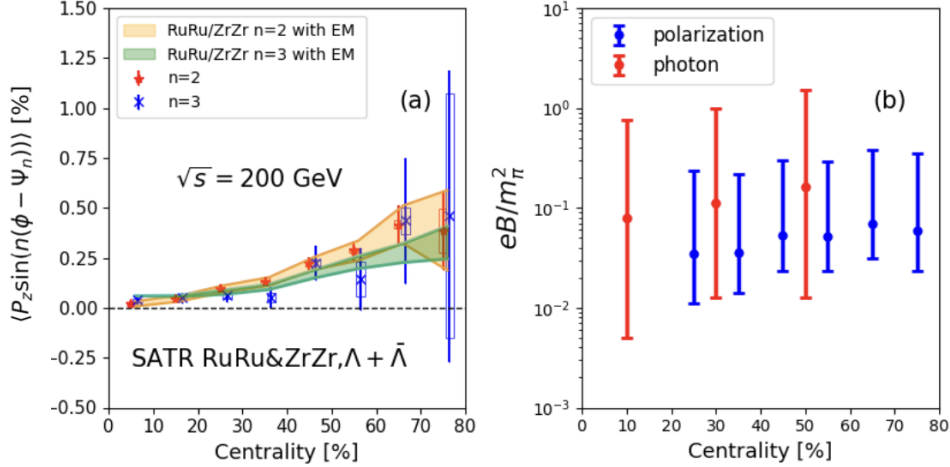 1.50
1.25
1.00
0.75
0.50
0.25
0.00
-0.25
-0.50
⟨P_z sin(n(ϕ − Ψ_n))⟩ [%]
RuRu/ZrZr n=2 with EM
RuRu/ZrZr n=3 with EM
n=2
n=3
(a)
√s = 200 GeV
SATR RuRu&ZrZr,Λ + Λ̄
0 10 20 30 40 50 60 70 80
Centrality [%]
10^1
10^0
10^-1
10^-2
10^-3
eB/m_π^2
polarization
photon
(b)
0 10 20 30 40 50 60 70 80
Centrality [%]